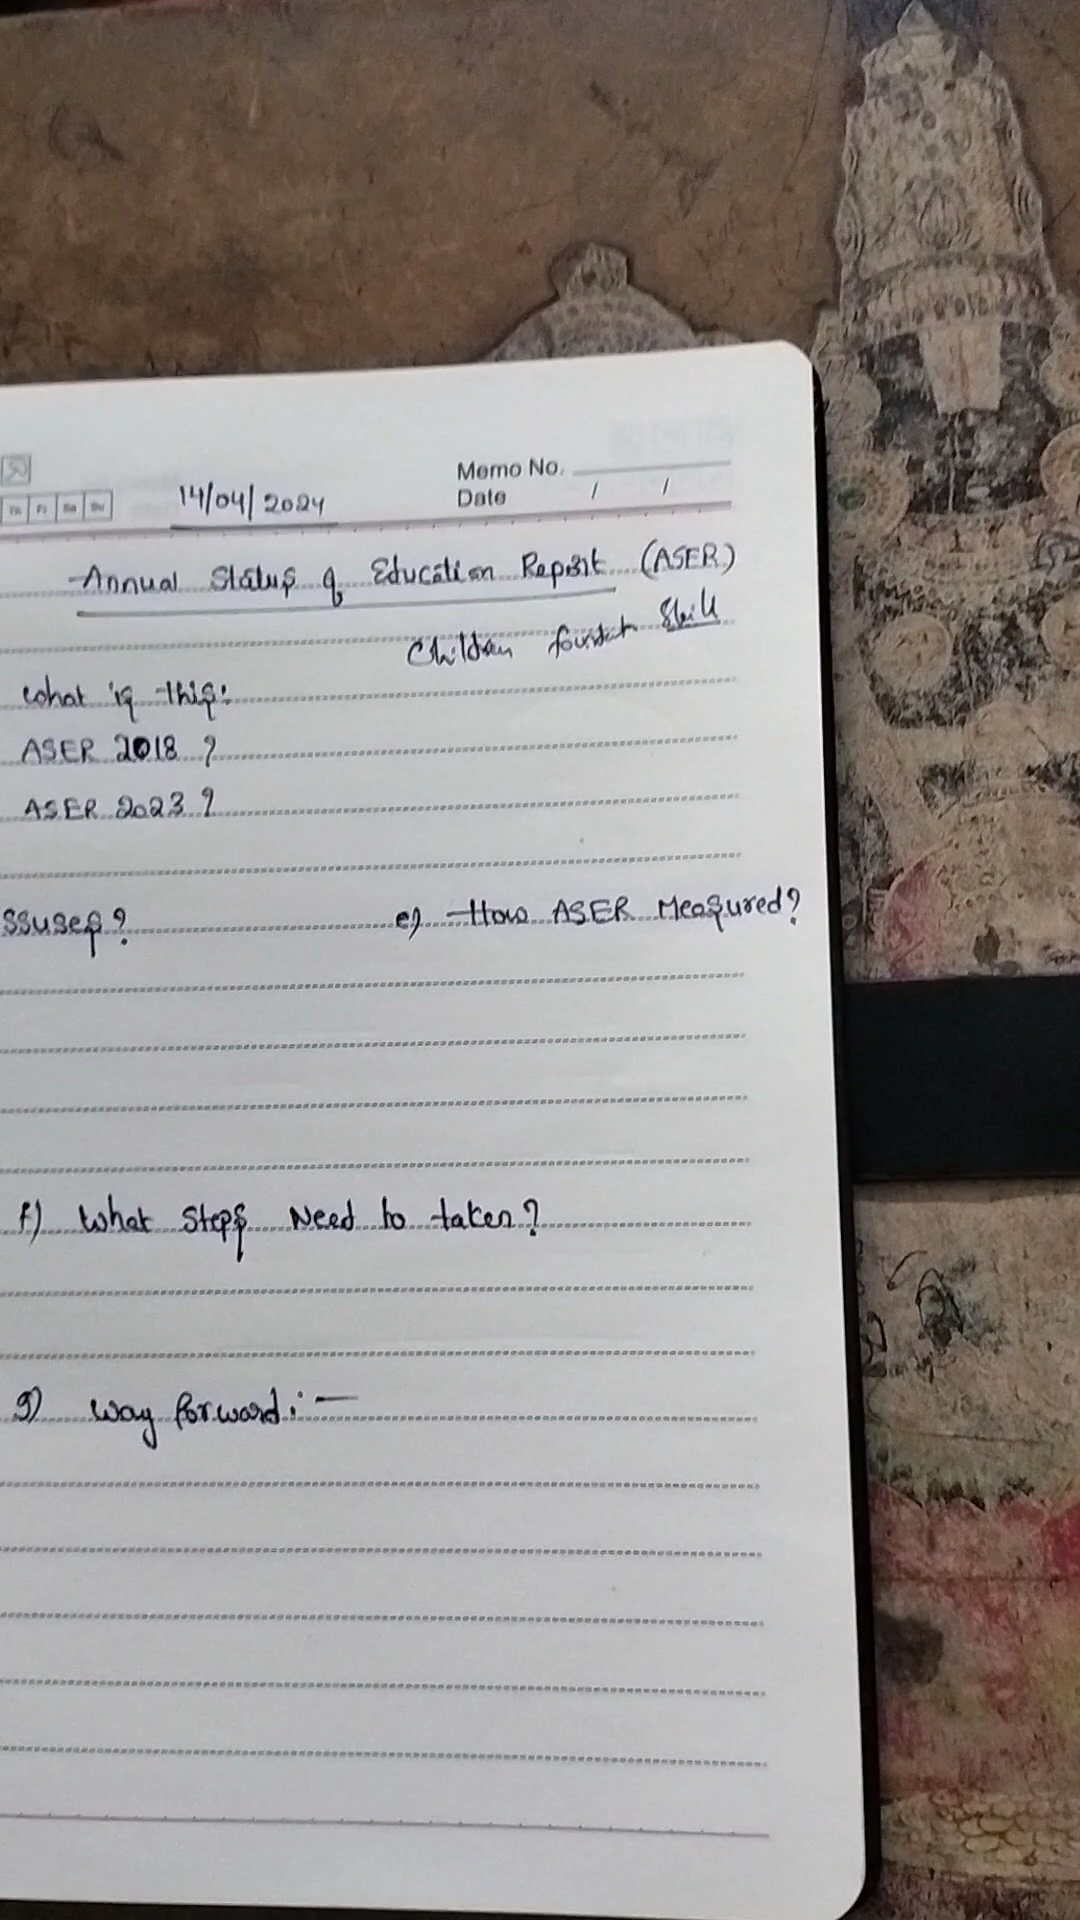 Memo No.
Date / /
14/04/2024
Annual Status of Education Report (ASER)
Children foundat Skill
What is this:
ASER 2018 ?
ASER 2023 ?
ssuses?
e) How ASER Measured?
f) What Steps Need to taken?
g) Way forward :-